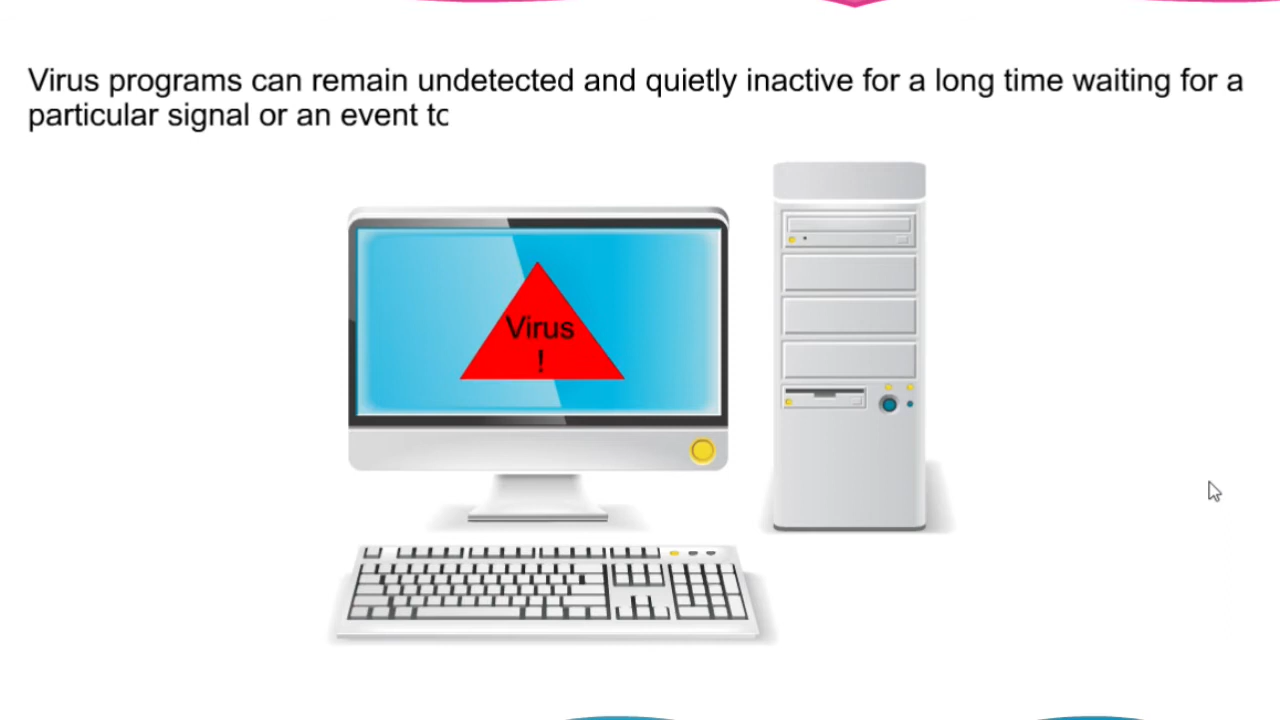 Virus programs can remain undetected and quietly inactive for a long time waiting for a
particular signal or an event to
Virus
!